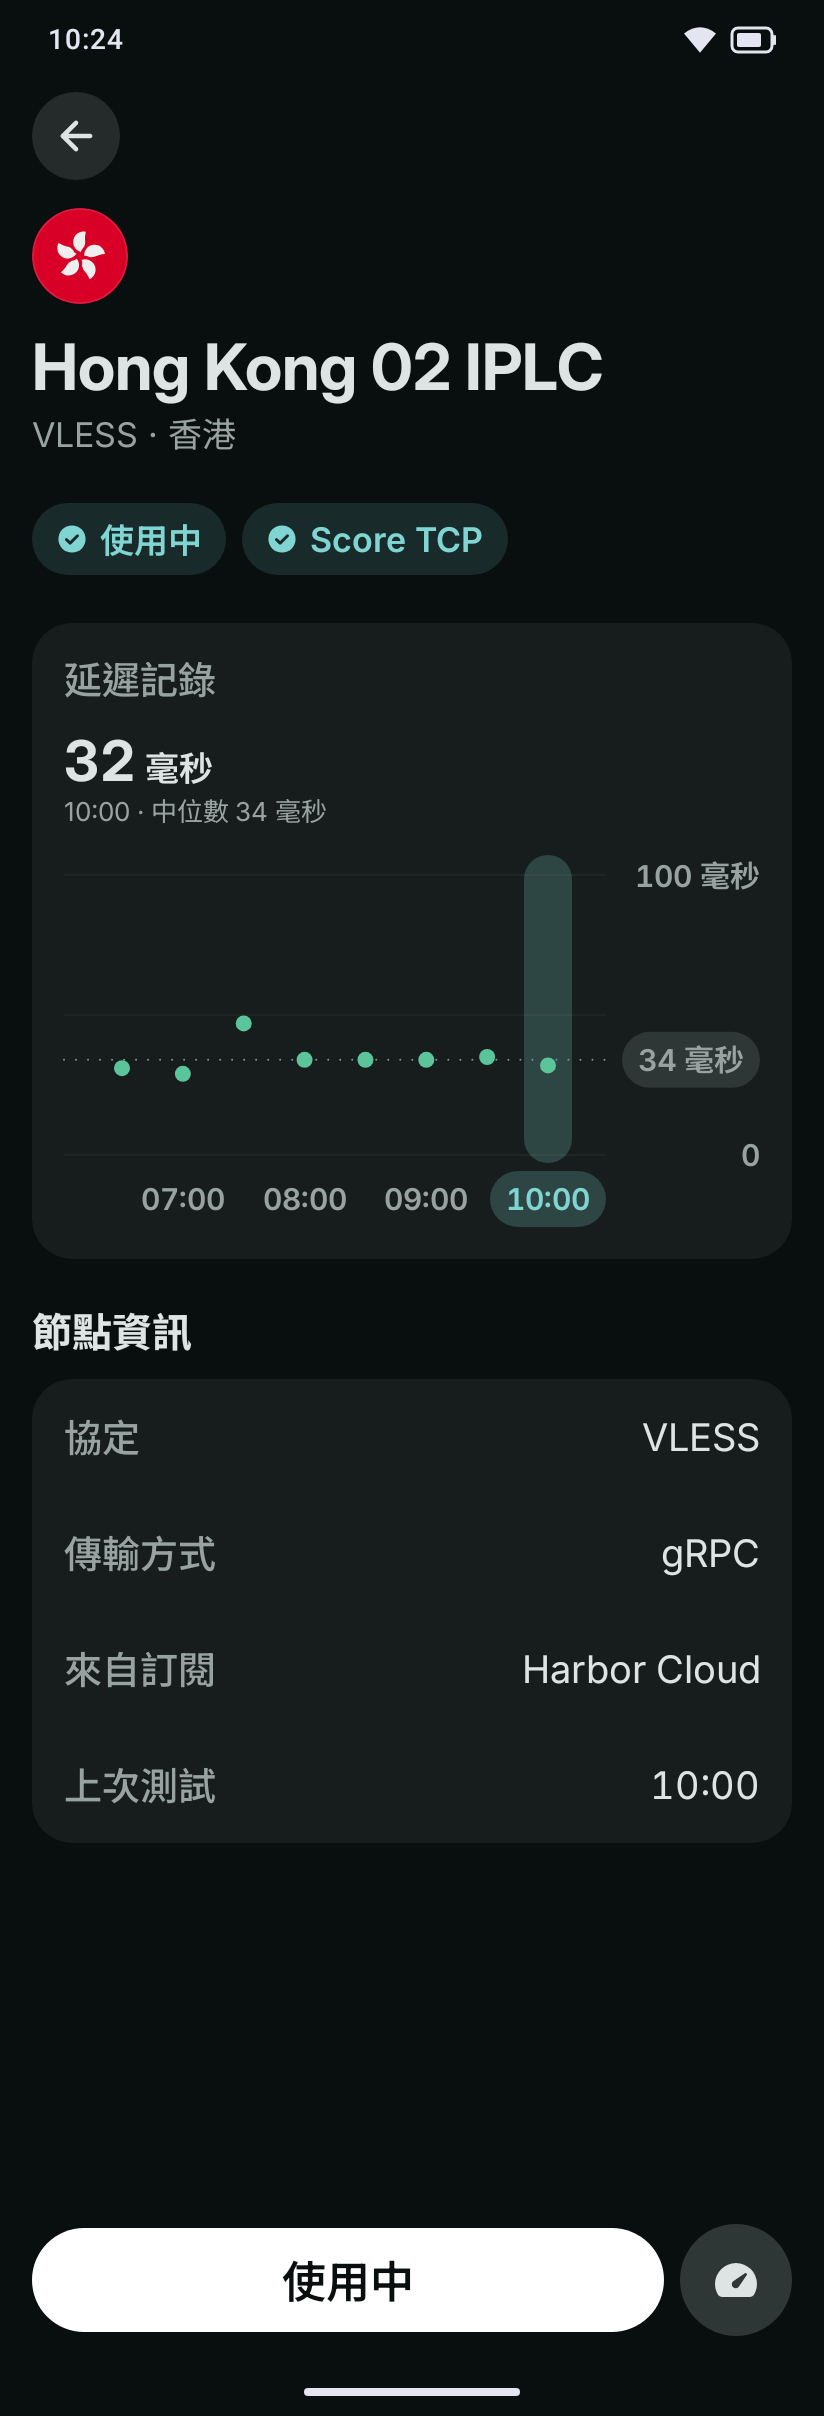 10:24
Hong Kong 02 IPLC
VLESS · 香港
使用中
Score TCP
延遲記錄
32 毫秒
10:00 · 中位數 34 毫秒
100 毫秒
34 毫秒
0
07:00 08:00 09:00 10:00
節點資訊
協定 VLESS
傳輸方式 gRPC
來自訂閱 Harbor Cloud
上次測試 10:00
使用中